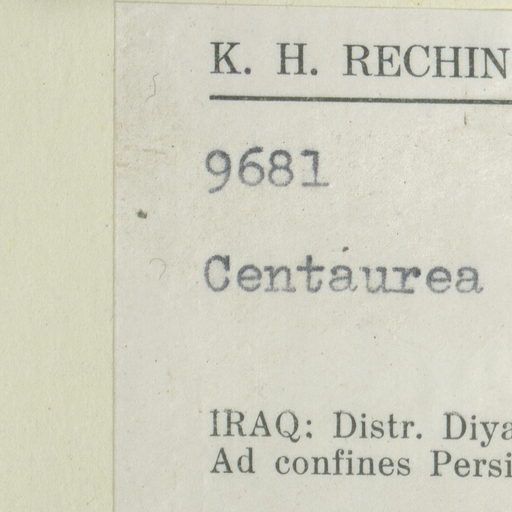 K. H. RECHIN
9681
Centaurea
IRAQ: Distr. Diya
Ad confines Persi